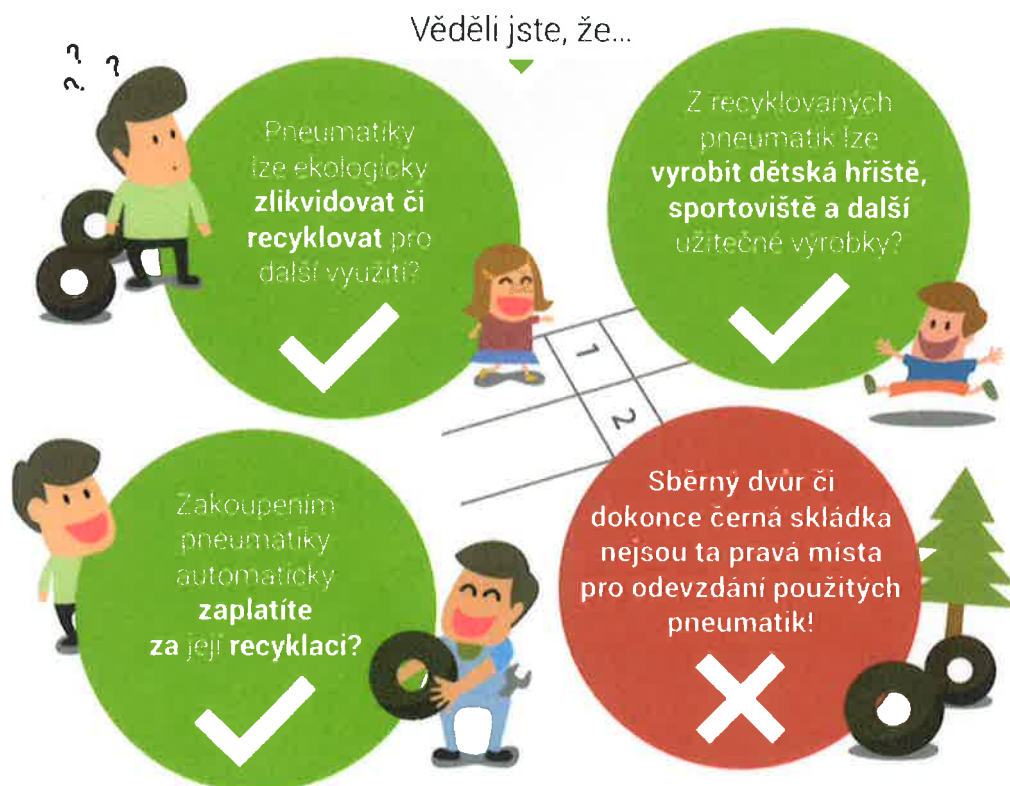 Věděli jste, že...
? ? ?
Pneumatiky
lze ekologicky
zlikvidovat či
recyklovat pro
další využití?
Z recyklovaných
pneumatik lze
vyrobit dětská hřiště,
sportoviště a další
užitečné výrobky?
1
2
Zakoupením
pneumatiky
automaticky
zaplatíte
za její recyklaci?
Sběrný dvůr či
dokonce černá skládka
nejsou ta pravá místa
pro odevzdání použitých
pneumatik!